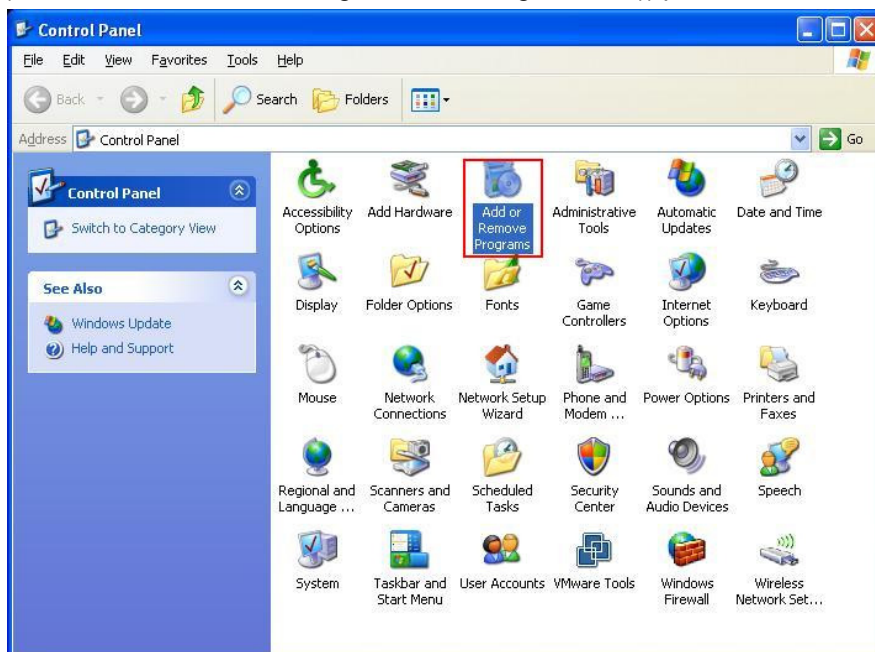 Control Panel
File Edit View Favorites Tools Help
Back Search Folders
Address Control Panel Go
Control Panel
Switch to Category View
See Also
Windows Update
Help and Support
Accessibility Options
Add Hardware
Add or Remove Programs
Administrative Tools
Automatic Updates
Date and Time
Display
Folder Options
Fonts
Game Controllers
Internet Options
Keyboard
Mouse
Network Connections
Network Setup Wizard
Phone and Modem ...
Power Options
Printers and Faxes
Regional and Language ...
Scanners and Cameras
Scheduled Tasks
Security Center
Sounds and Audio Devices
Speech
System
Taskbar and Start Menu
User Accounts
VMware Tools
Windows Firewall
Wireless Network Set...